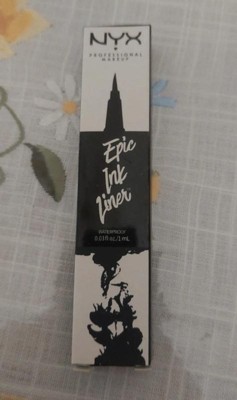 NYX
PROFESSIONAL
MAKEUP
Epic
Ink
Liner
WATERPROOF